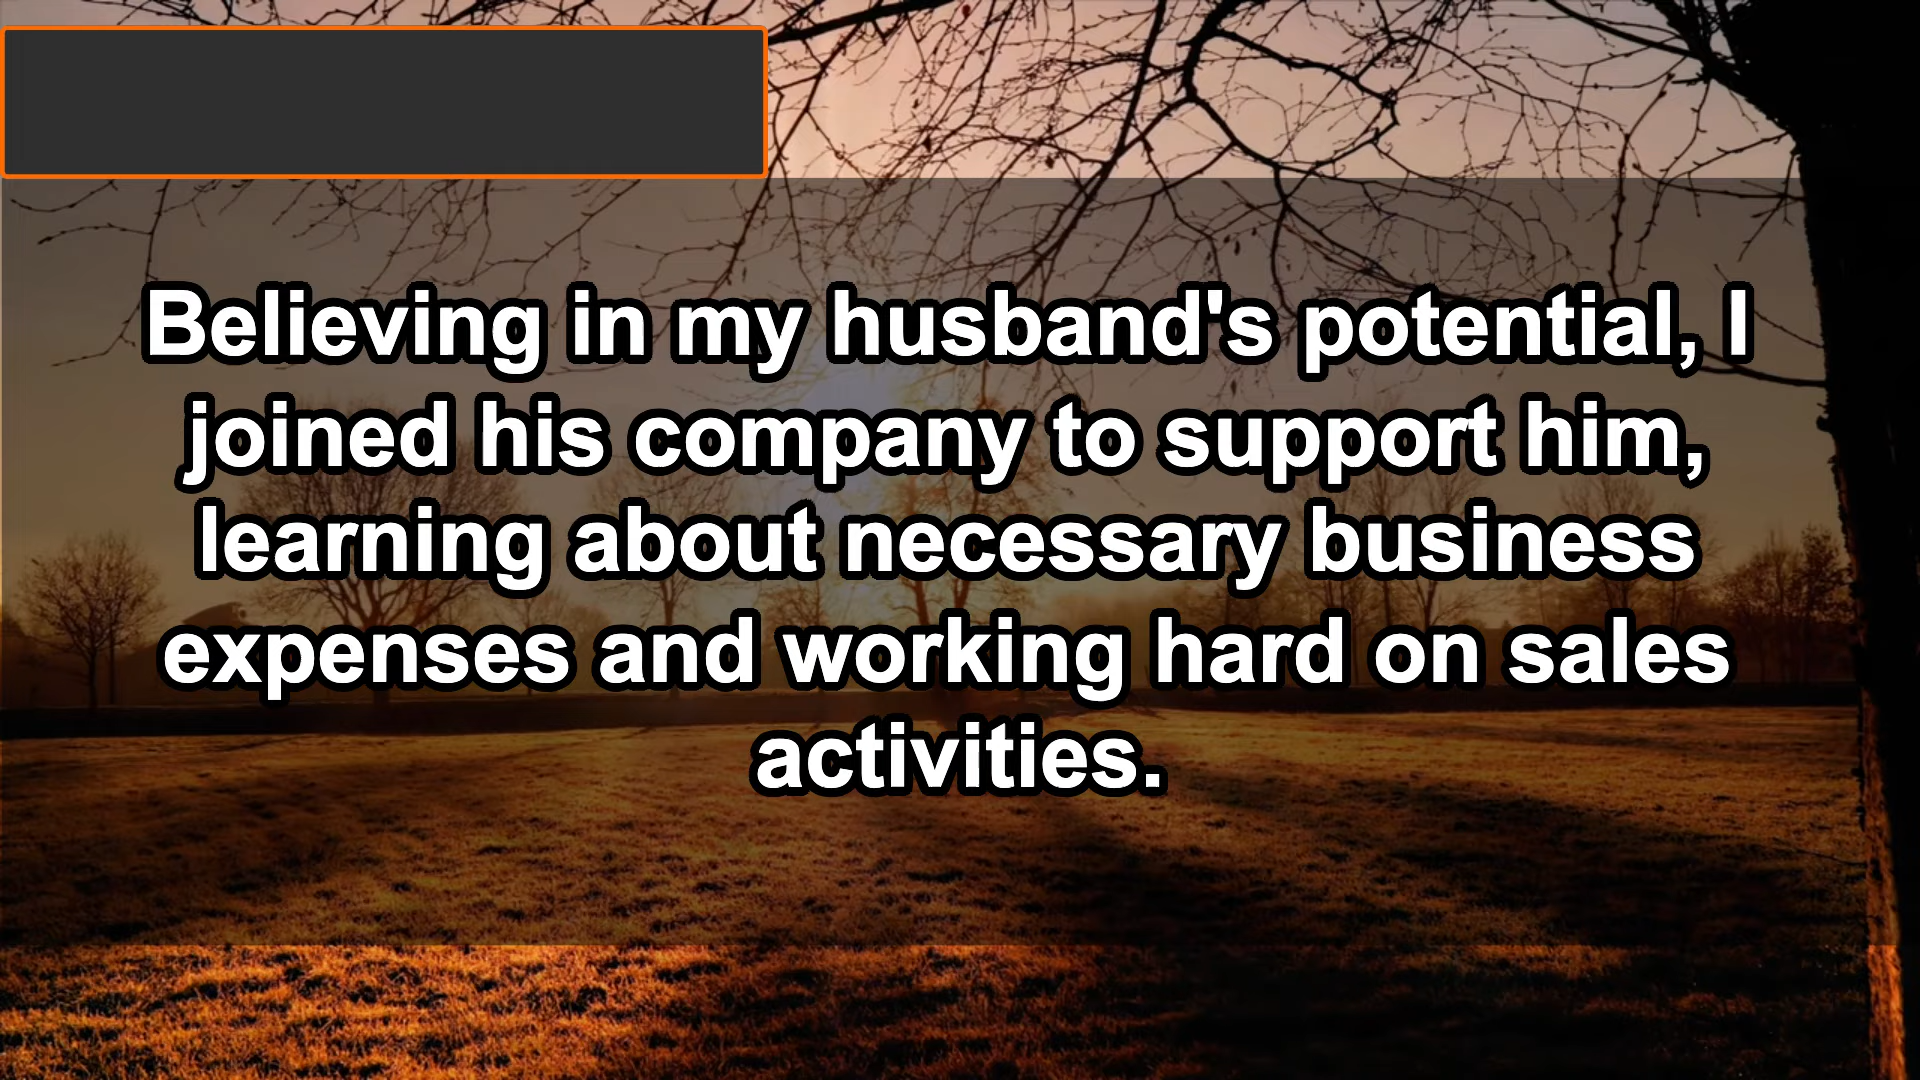 Believing in my husband's potential, I
joined his company to support him,
learning about necessary business
expenses and working hard on sales
activities.